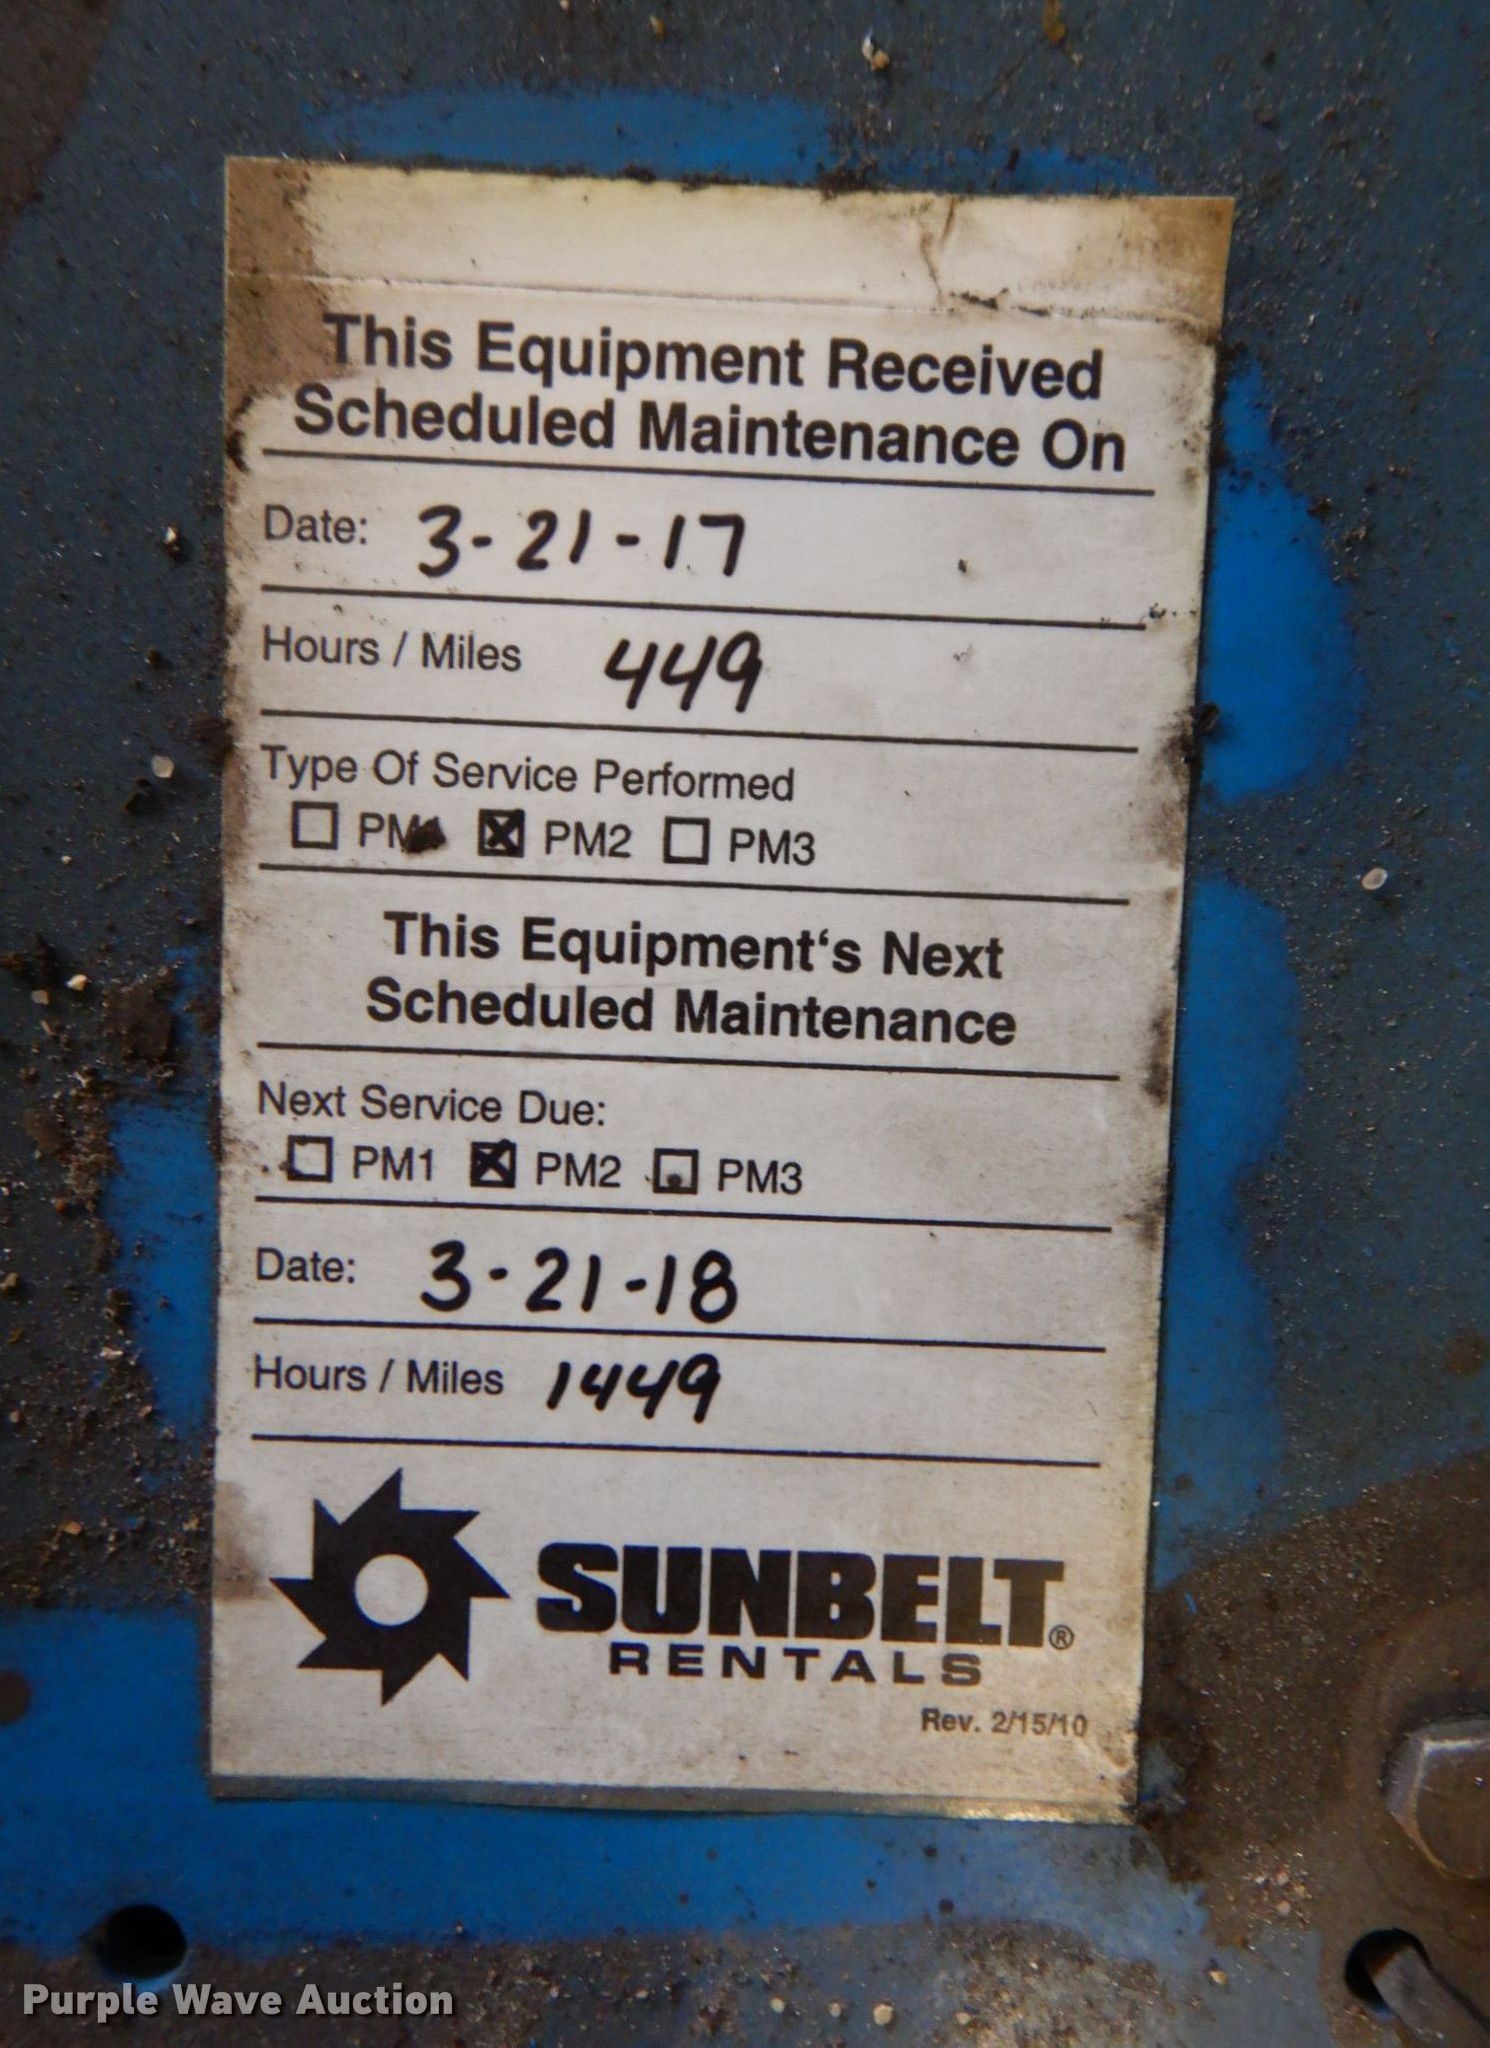 This Equipment Received
Scheduled Maintenance On
Date: 3-21-17
Hours / Miles 449
Type Of Service Performed
☐ PM1 ☒ PM2 ☐ PM3
This Equipment‘s Next
Scheduled Maintenance
Next Service Due:
☐ PM1 ☒ PM2 ☐ PM3
Date: 3-21-18
Hours / Miles 1449
SUNBELT®
RENTALS
Rev. 2/15/10
Purple Wave Auction